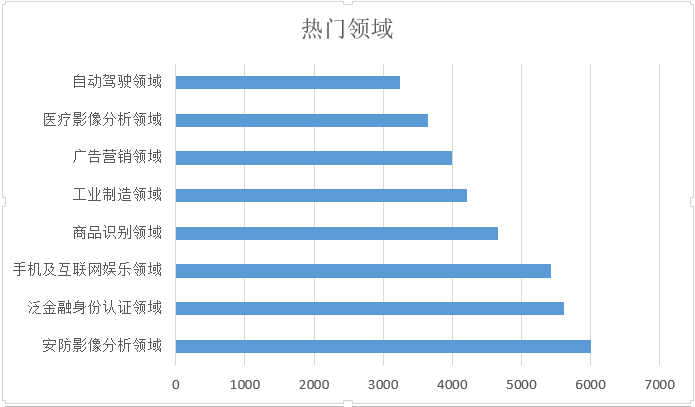 热门领域
自动驾驶领域
医疗影像分析领域
广告营销领域
工业制造领域
商品识别领域
手机及互联网娱乐领域
泛金融身份认证领域
安防影像分析领域
0 1000 2000 3000 4000 5000 6000 7000